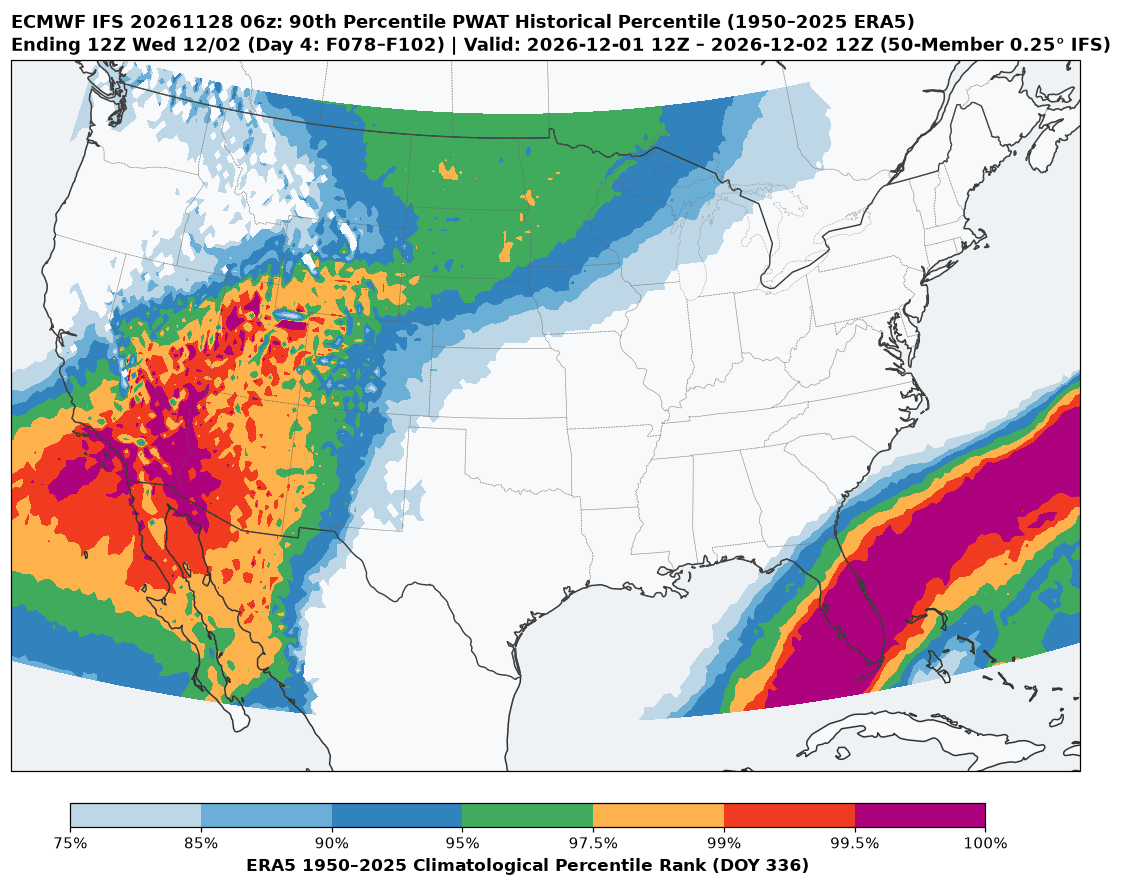 ECMWF IFS 20261128 06z: 90th Percentile PWAT Historical Percentile (1950–2025 ERA5)
Ending 12Z Wed 12/02 (Day 4: F078–F102) | Valid: 2026-12-01 12Z – 2026-12-02 12Z (50-Member 0.25° IFS)
75% 85% 90% 95% 97.5% 99% 99.5% 100%
ERA5 1950–2025 Climatological Percentile Rank (DOY 336)